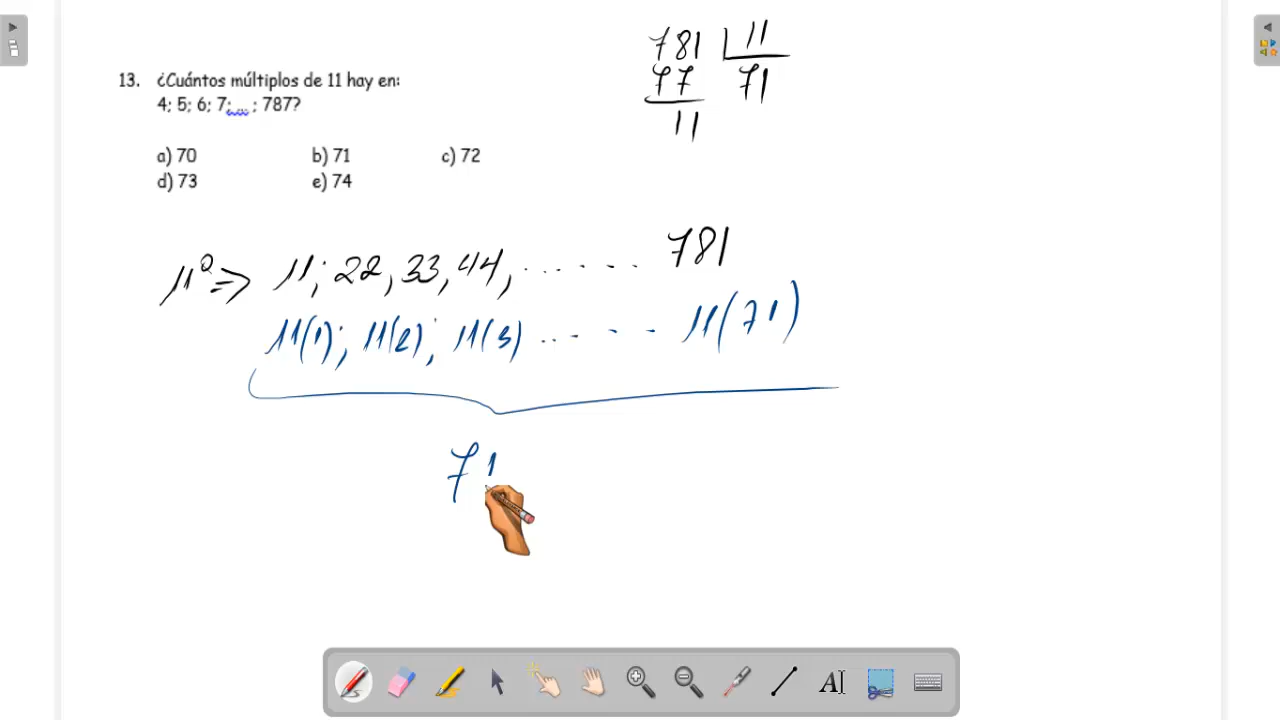 13. ¿Cuántos múltiplos de 11 hay en:
4; 5; 6; 7; ... ; 787?
a) 70 b) 71 c) 72
d) 73 e) 74
781 11
77 71
11
11° => 11; 22, 33, 44, ...... 781
11(1); 11(2); 11(3) ..... 11(71)
71
A